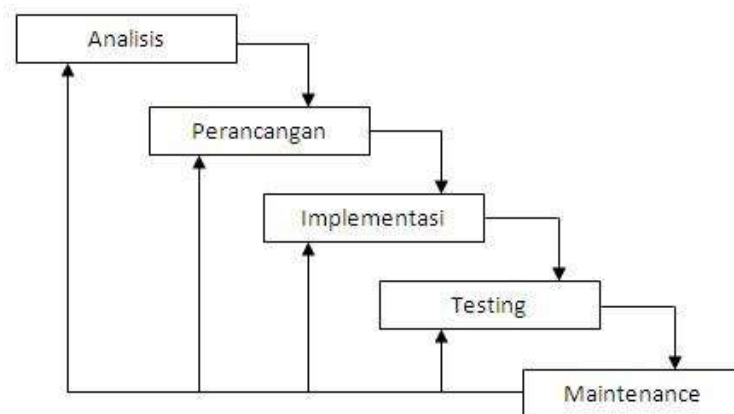 Analisis
Perancangan
Implementasi
Testing
Maintenance